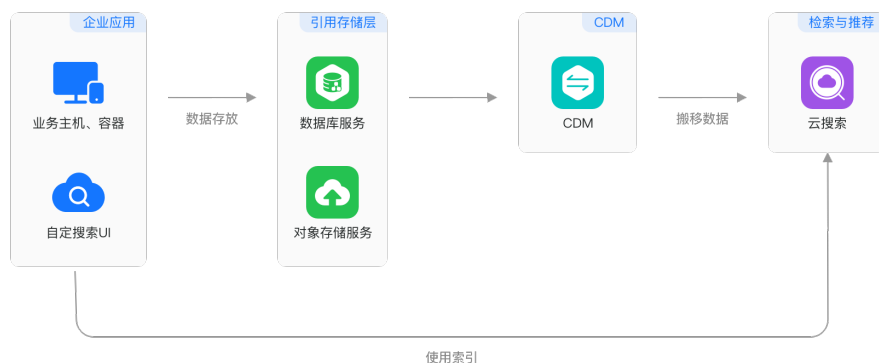 企业应用
引用存储层
CDM
检索与推荐
业务主机、容器
数据存放
数据库服务
CDM
搬移数据
云搜索
自定搜索UI
对象存储服务
使用索引